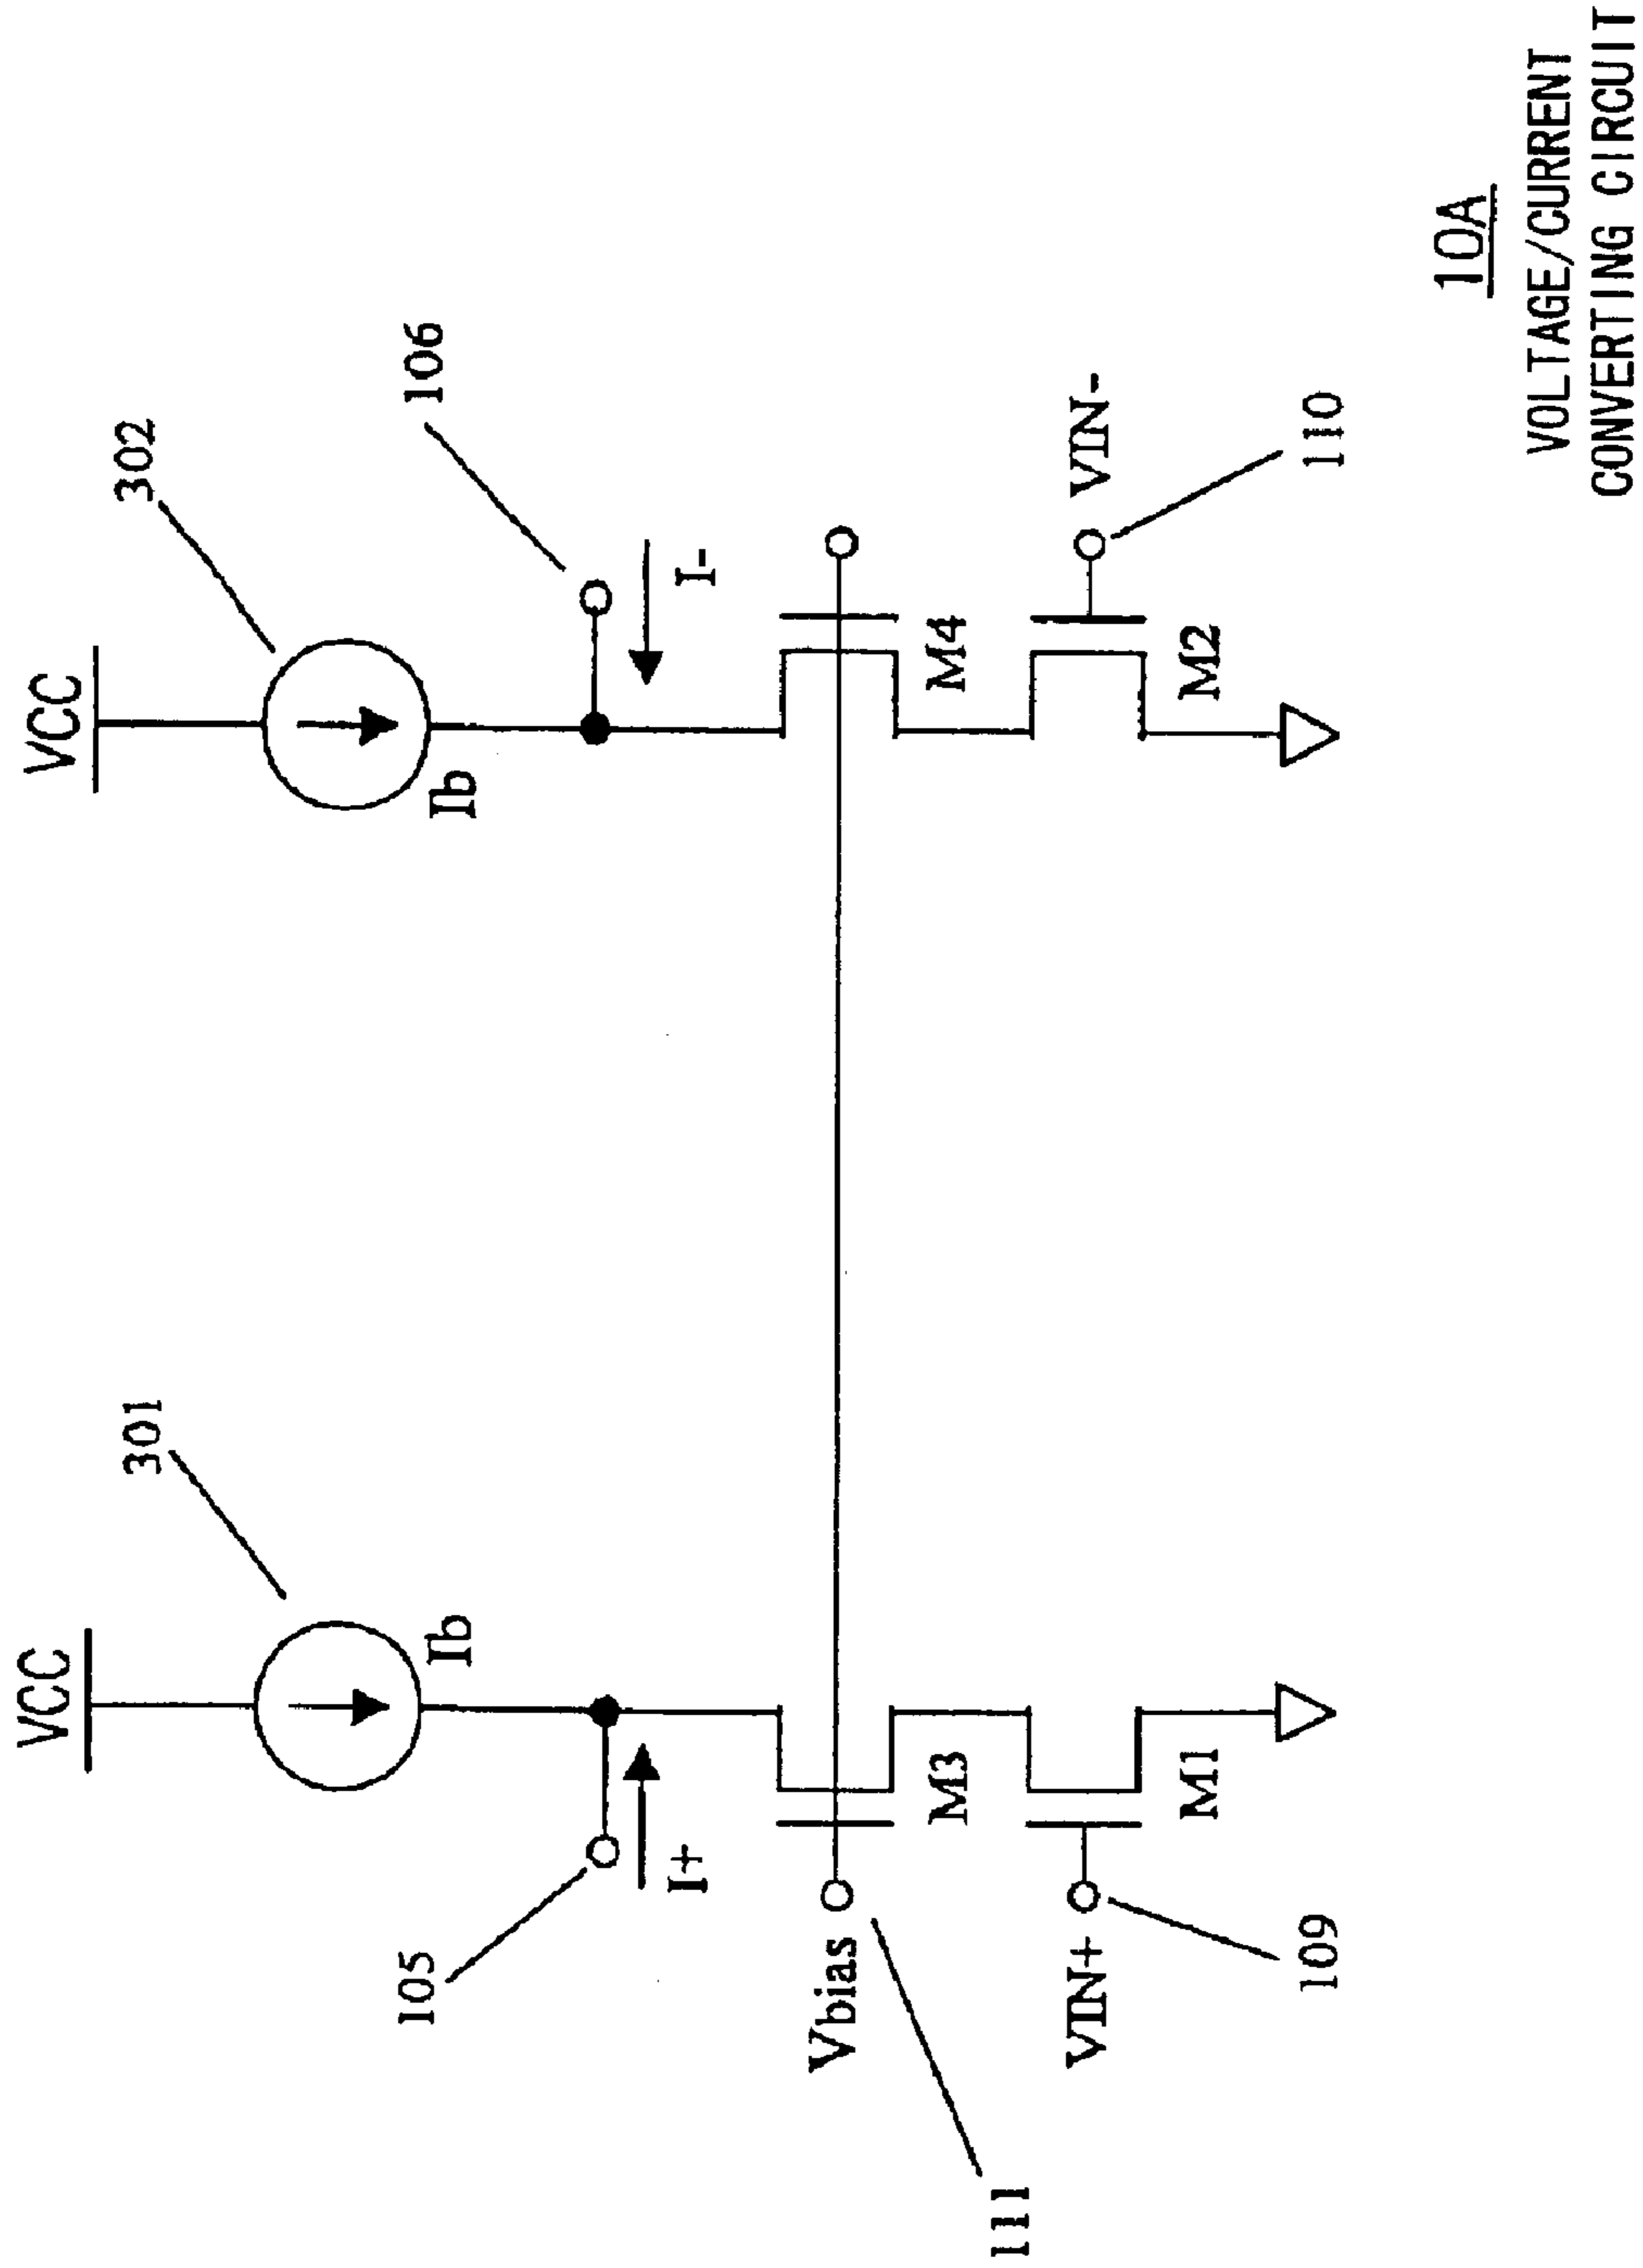 VCC
VCC
301
302
Ib
Ib
105
106
I+
I-
Vbias
111
M3
M4
VIN+
VIN-
109
110
M1
M2
10A
VOLTAGE/CURRENT
CONVERTING CIRCUIT